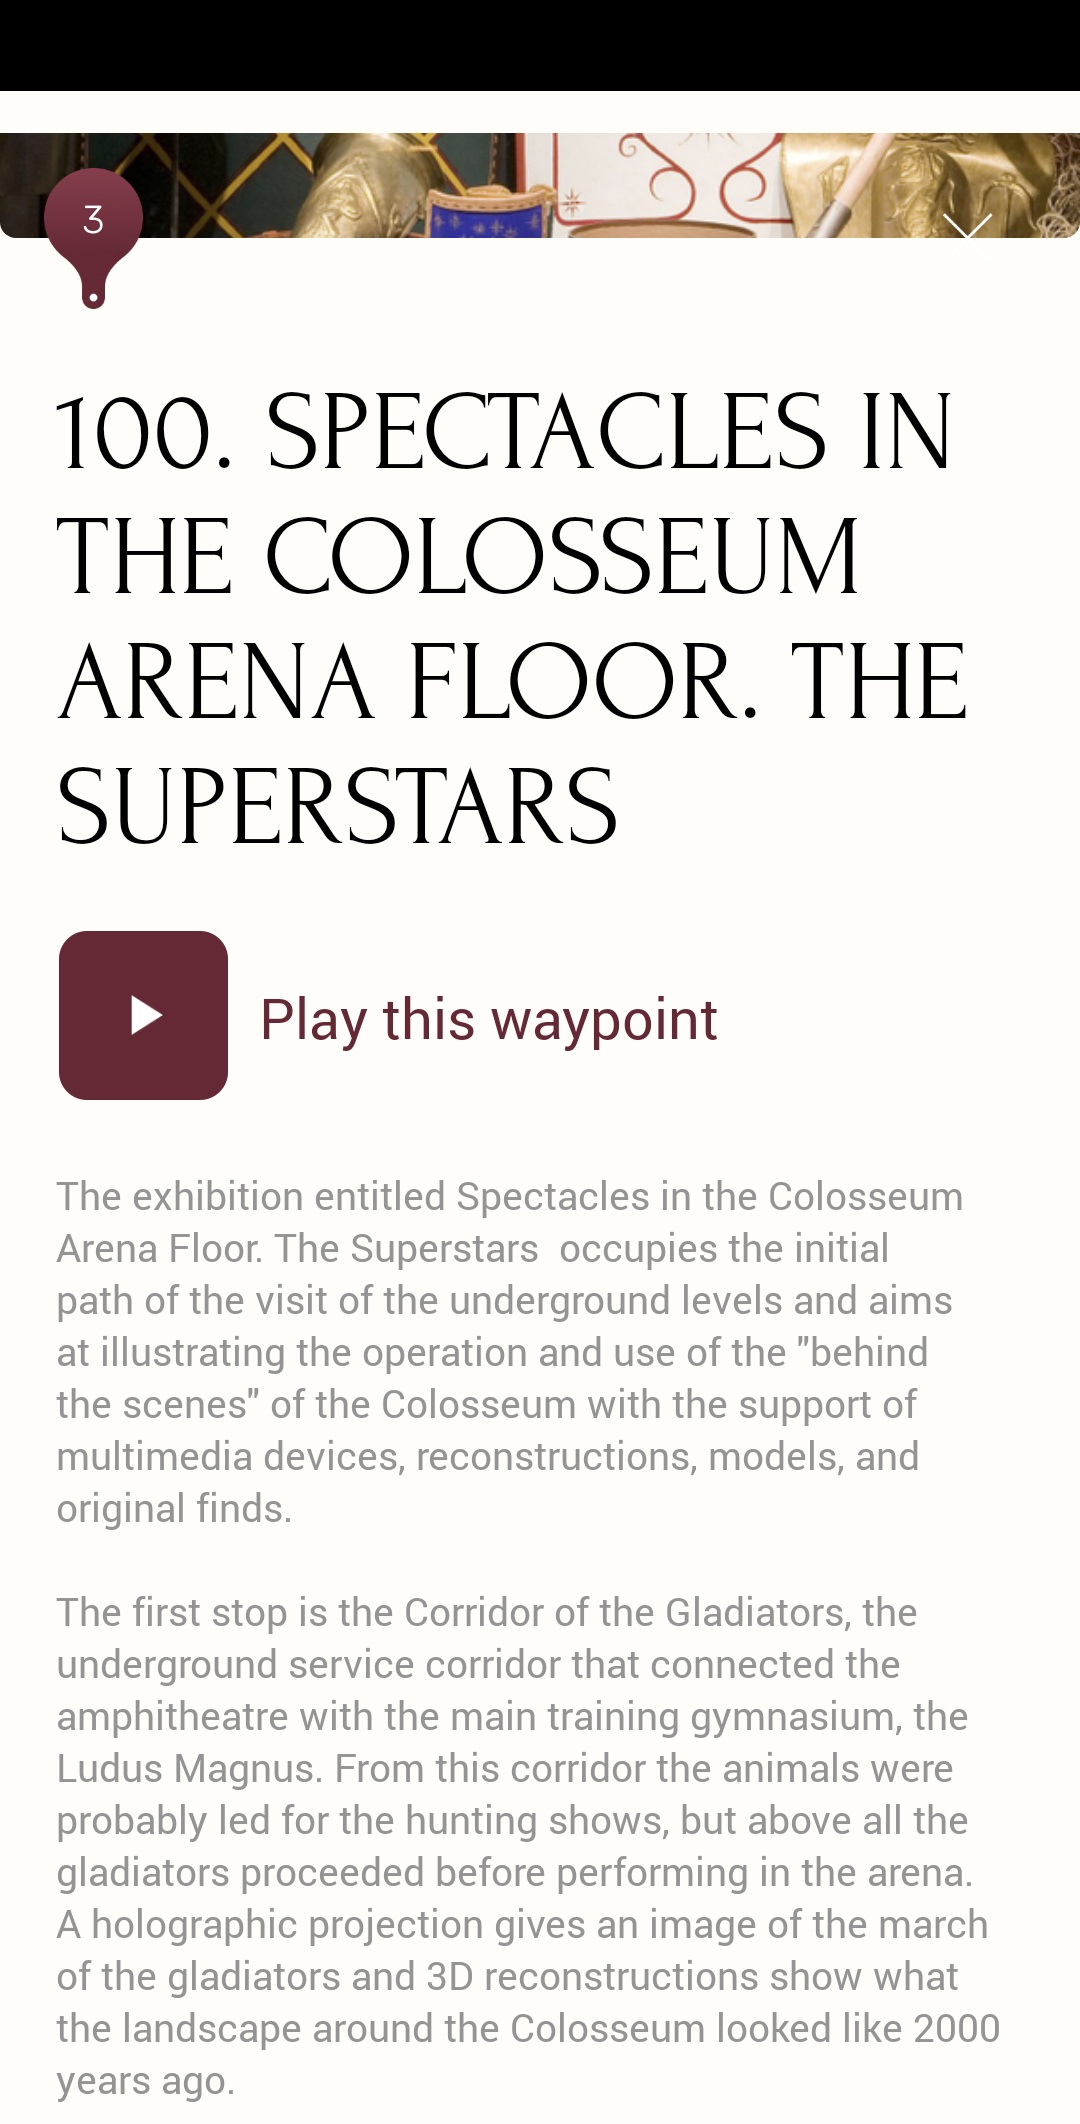 3
100. SPECTACLES IN
THE COLOSSEUM
ARENA FLOOR. THE
SUPERSTARS
Play this waypoint
The exhibition entitled Spectacles in the Colosseum
Arena Floor. The Superstars  occupies the initial
path of the visit of the underground levels and aims
at illustrating the operation and use of the "behind
the scenes" of the Colosseum with the support of
multimedia devices, reconstructions, models, and
original finds.
The first stop is the Corridor of the Gladiators, the
underground service corridor that connected the
amphitheatre with the main training gymnasium, the
Ludus Magnus. From this corridor the animals were
probably led for the hunting shows, but above all the
gladiators proceeded before performing in the arena.
A holographic projection gives an image of the march
of the gladiators and 3D reconstructions show what
the landscape around the Colosseum looked like 2000
years ago.